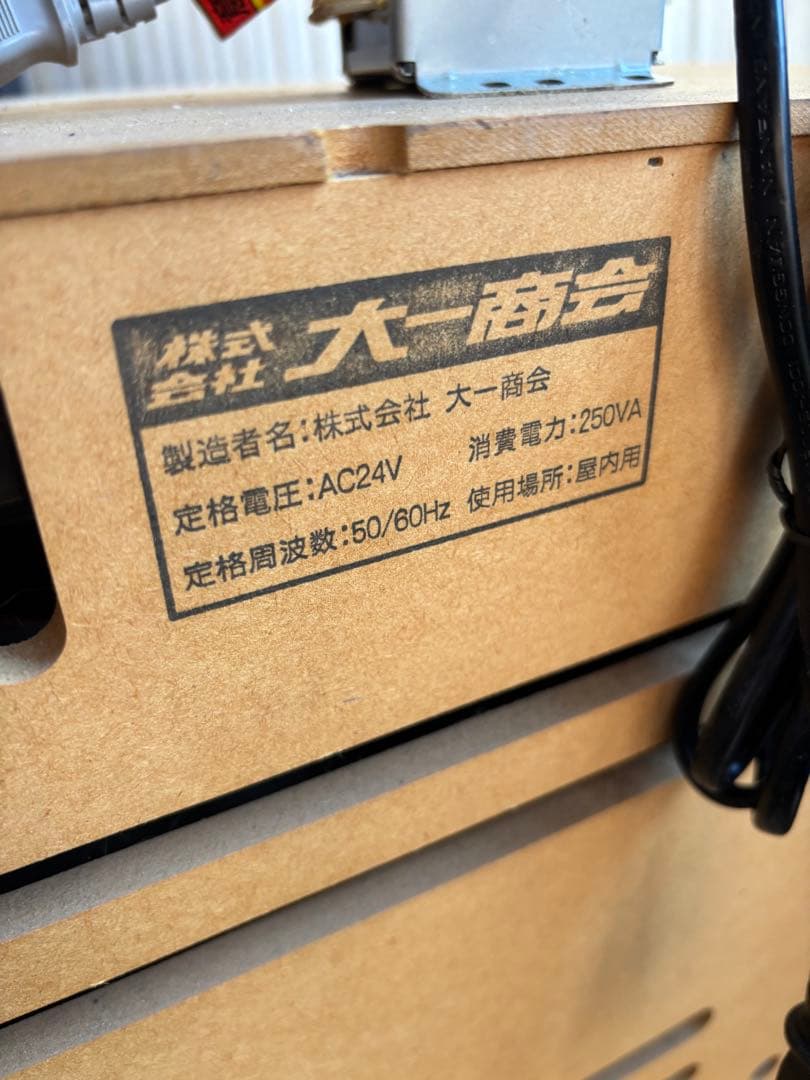 株式会社 大一商会
製造者名:株式会社 大一商会
定格電圧:AC24V 消費電力:250VA
定格周波数:50/60Hz 使用場所:屋内用